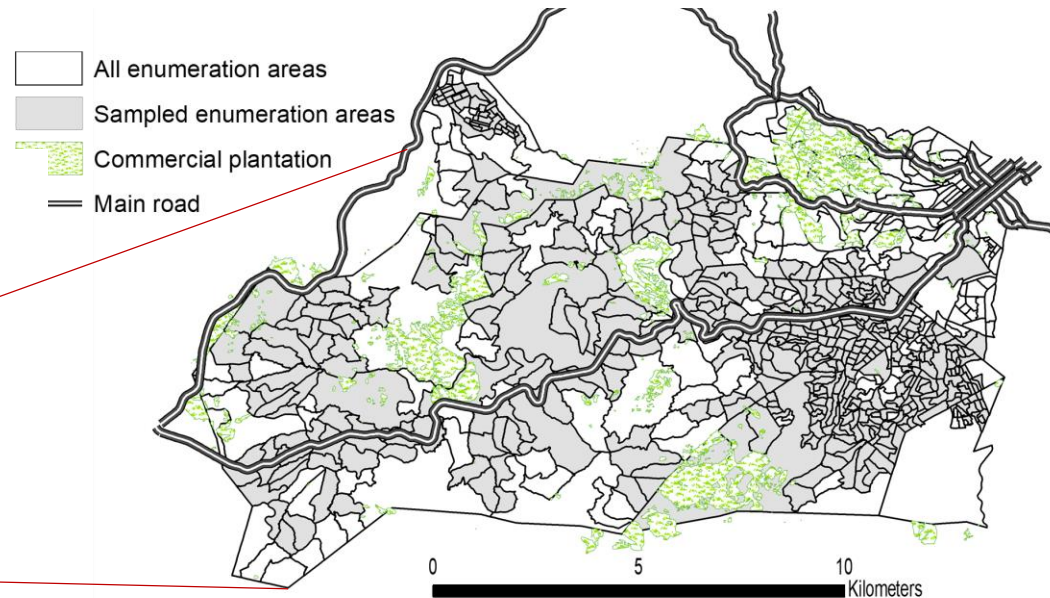 All enumeration areas
Sampled enumeration areas
Commercial plantation
Main road
0 5 10
Kilometers